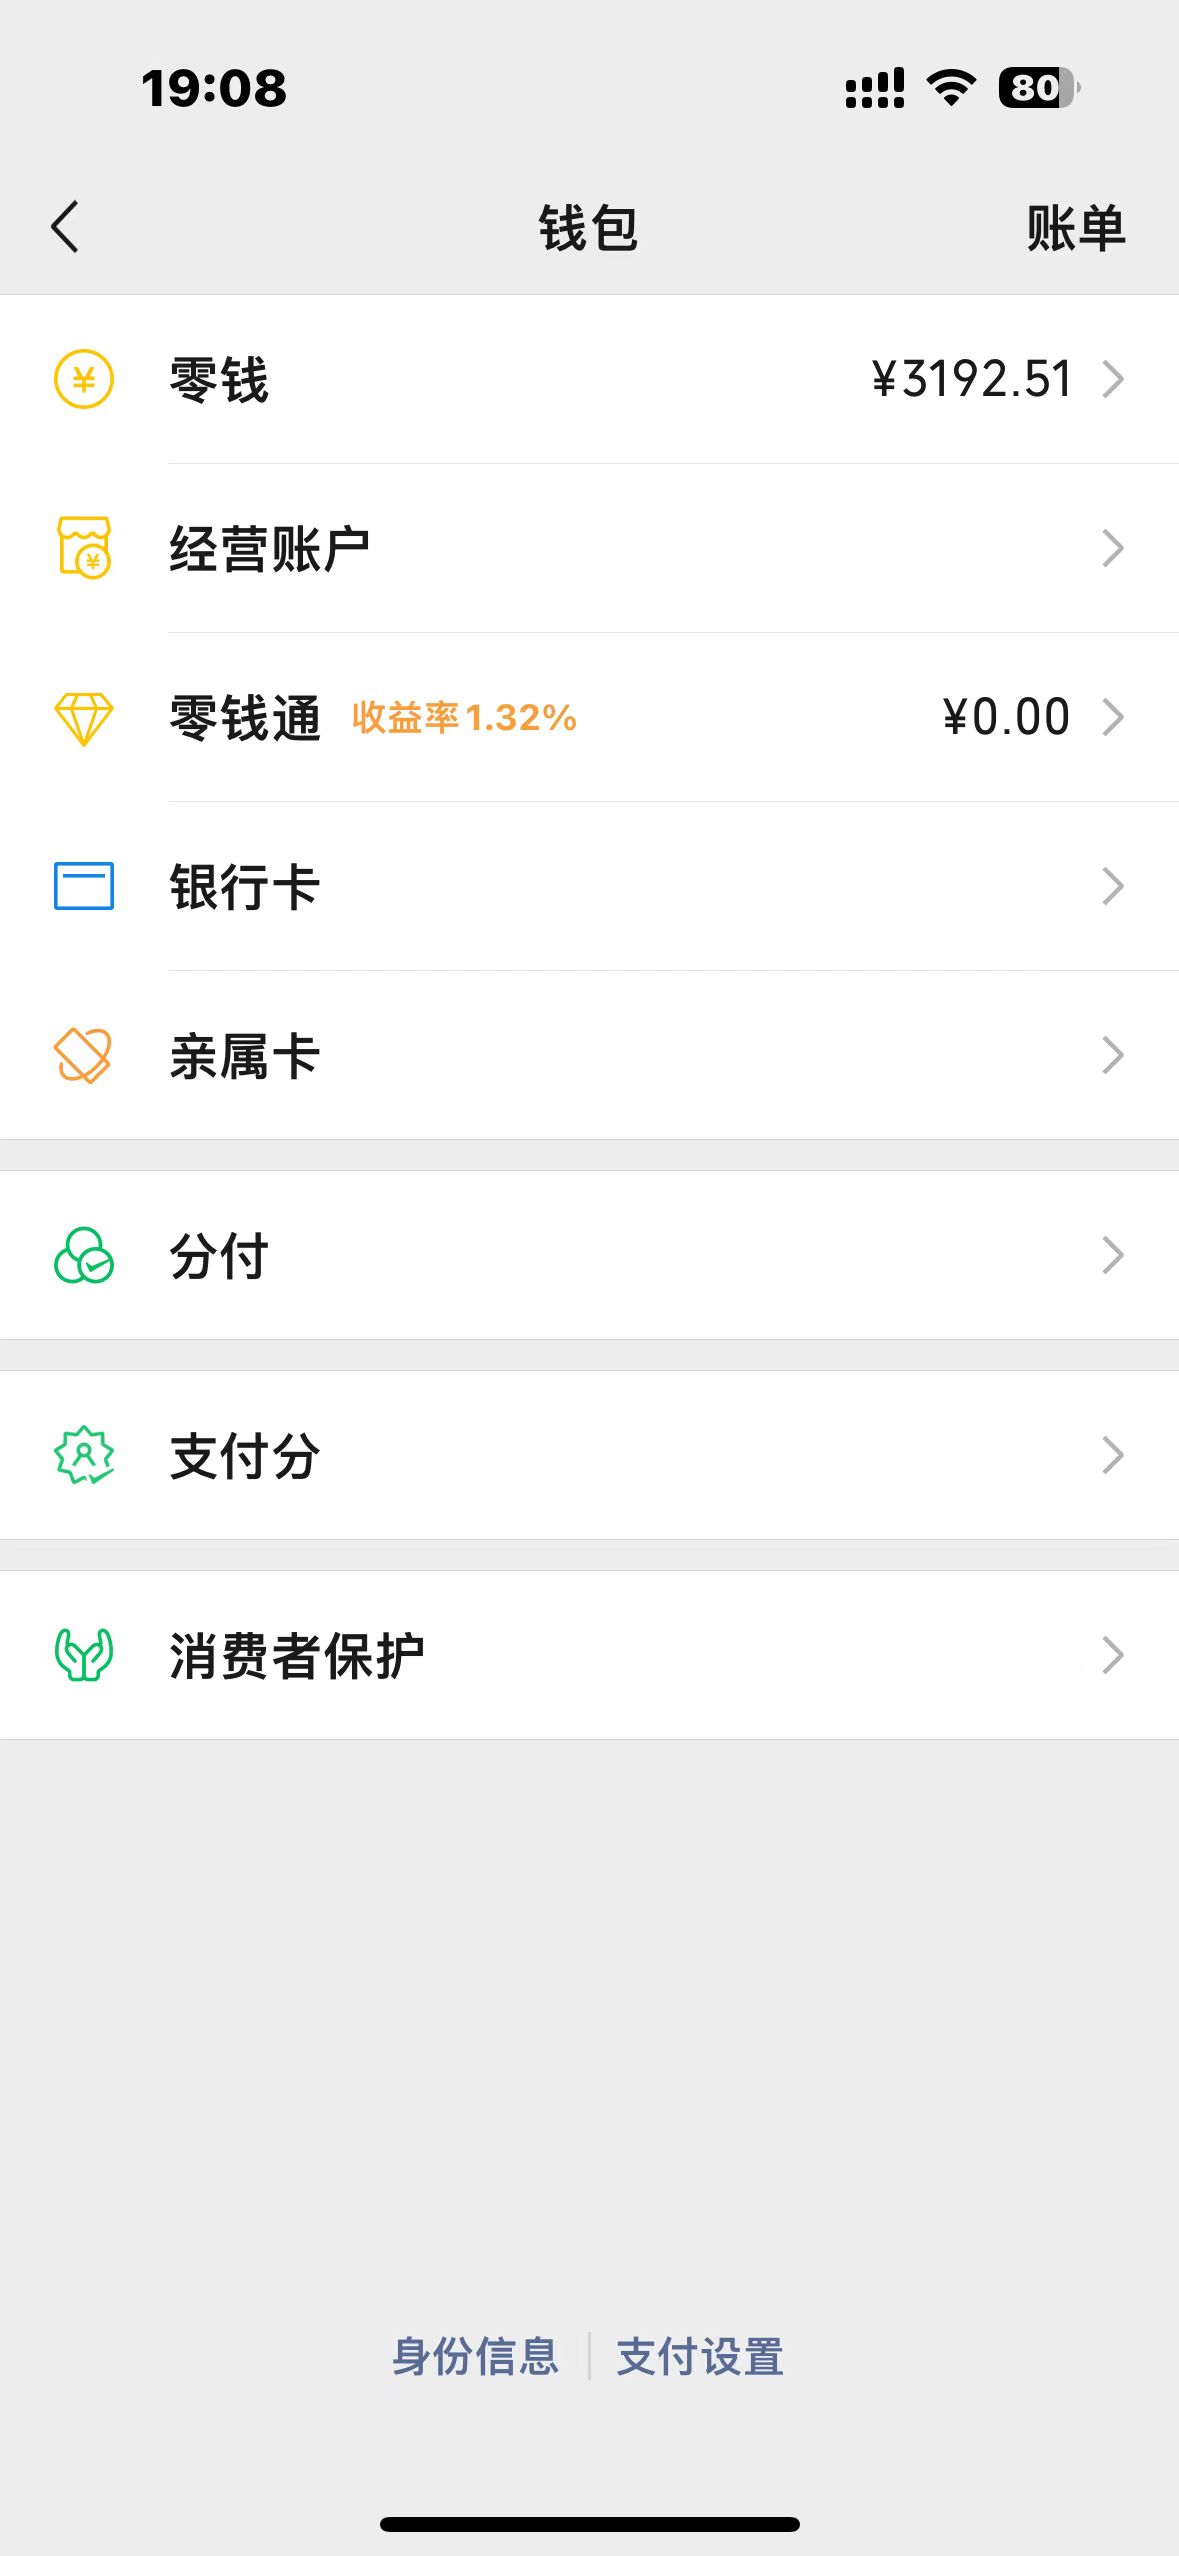 19:08
80
钱包
账单
零钱
¥3192.51
经营账户
零钱通 收益率1.32%
¥0.00
银行卡
亲属卡
分付
支付分
消费者保护
身份信息
支付设置